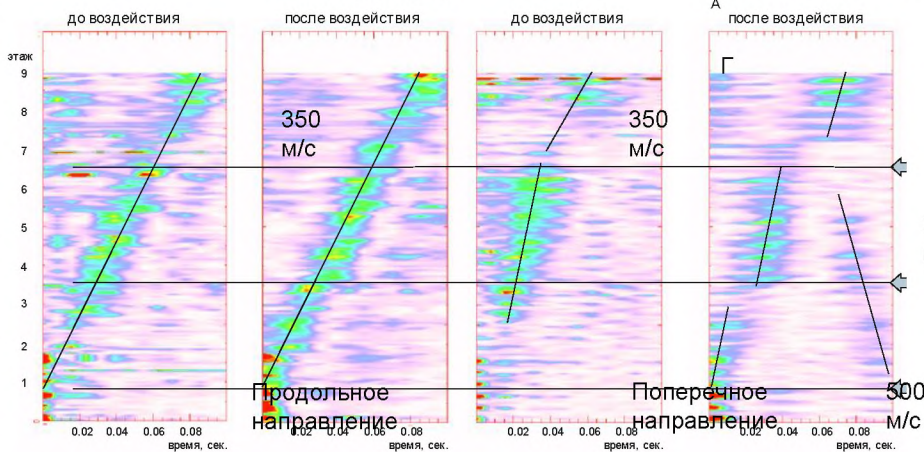 до воздействия
после воздействия
до воздействия
А
после воздействия
этаж
9
8
7
6
5
4
3
2
1
0
350
м/с
350
м/с
Г
Продольное
направление
Поперечное
направление
500
м/с
0.02 0.04 0.06 0.08
время, сек.
0.02 0.04 0.06 0.08
время, сек.
0.02 0.04 0.06 0.08
время, сек.
0.02 0.04 0.06 0.08
время, сек.